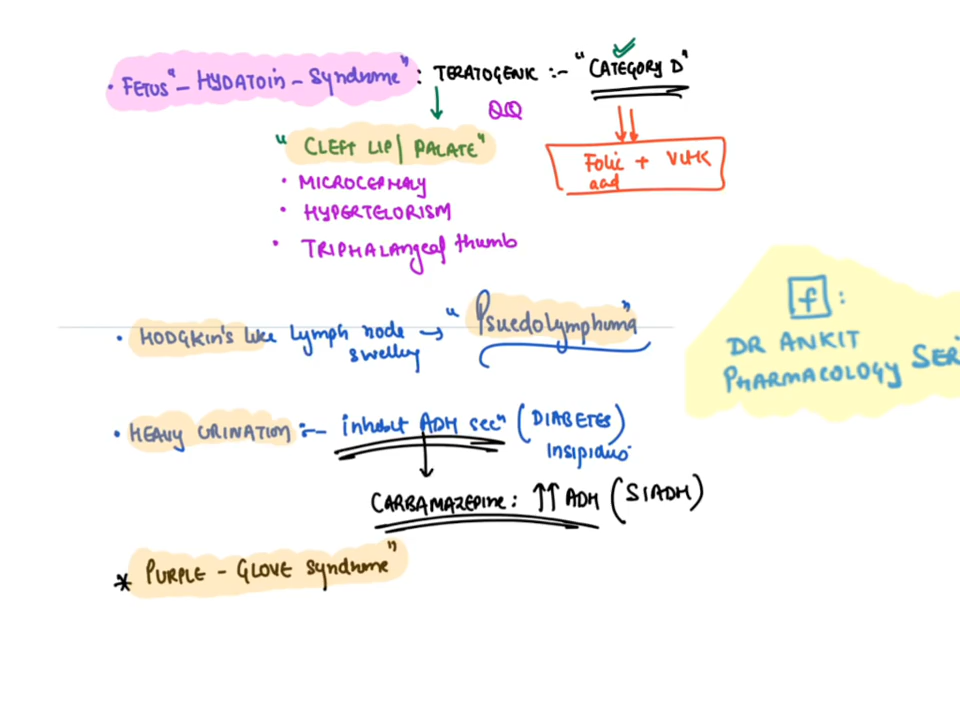 • FETUS "- HYDATOIN - Syndrome" : TERATOGENIC :- "CATEGORY D"
QQ
" CLEFT LIP | PALATE "
Folic + VitK
acid
• MICROCEPHALY
• HYPERTELORISM
• TRIPHALANGEAL thumb
f :
DR ANKIT
PHARMACOLOGY SER
• HODGKIN'S like lymph node → " Psuedolymphoma "
swelling
• HEAVY URINATION :- inhibit ADH secⁿ (DIABETES)
Insipidus
CARBAMAZEPINE : ↑↑ ADH (SIADH)
* PURPLE - GLOVE Syndrome "